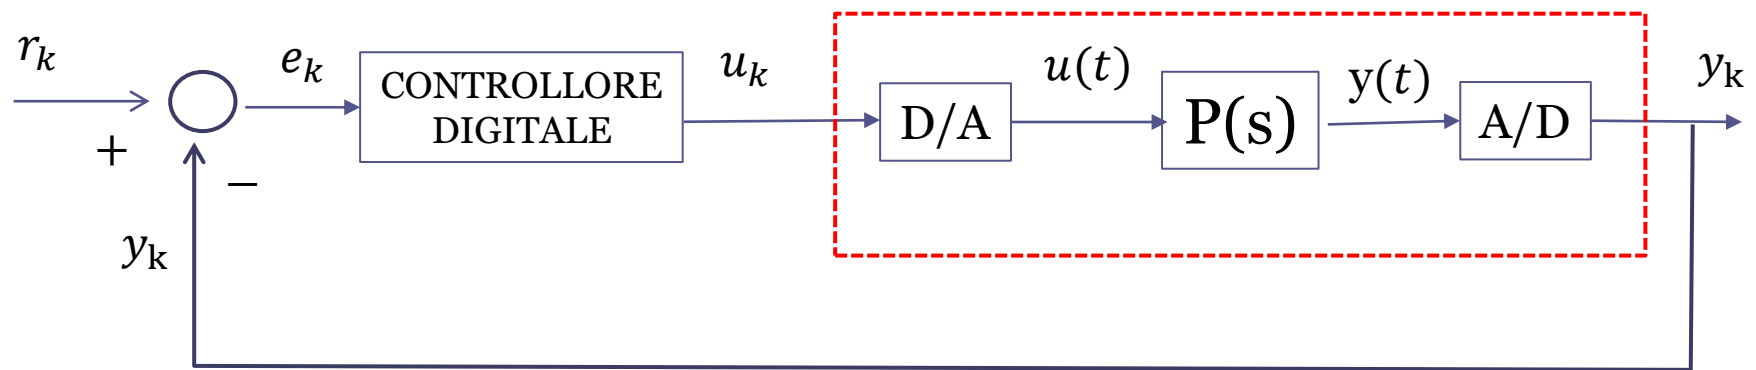 r_k
+
−
e_k
CONTROLLORE
DIGITALE
u_k
D/A
u(t)
P(s)
y(t)
A/D
y_k
y_k